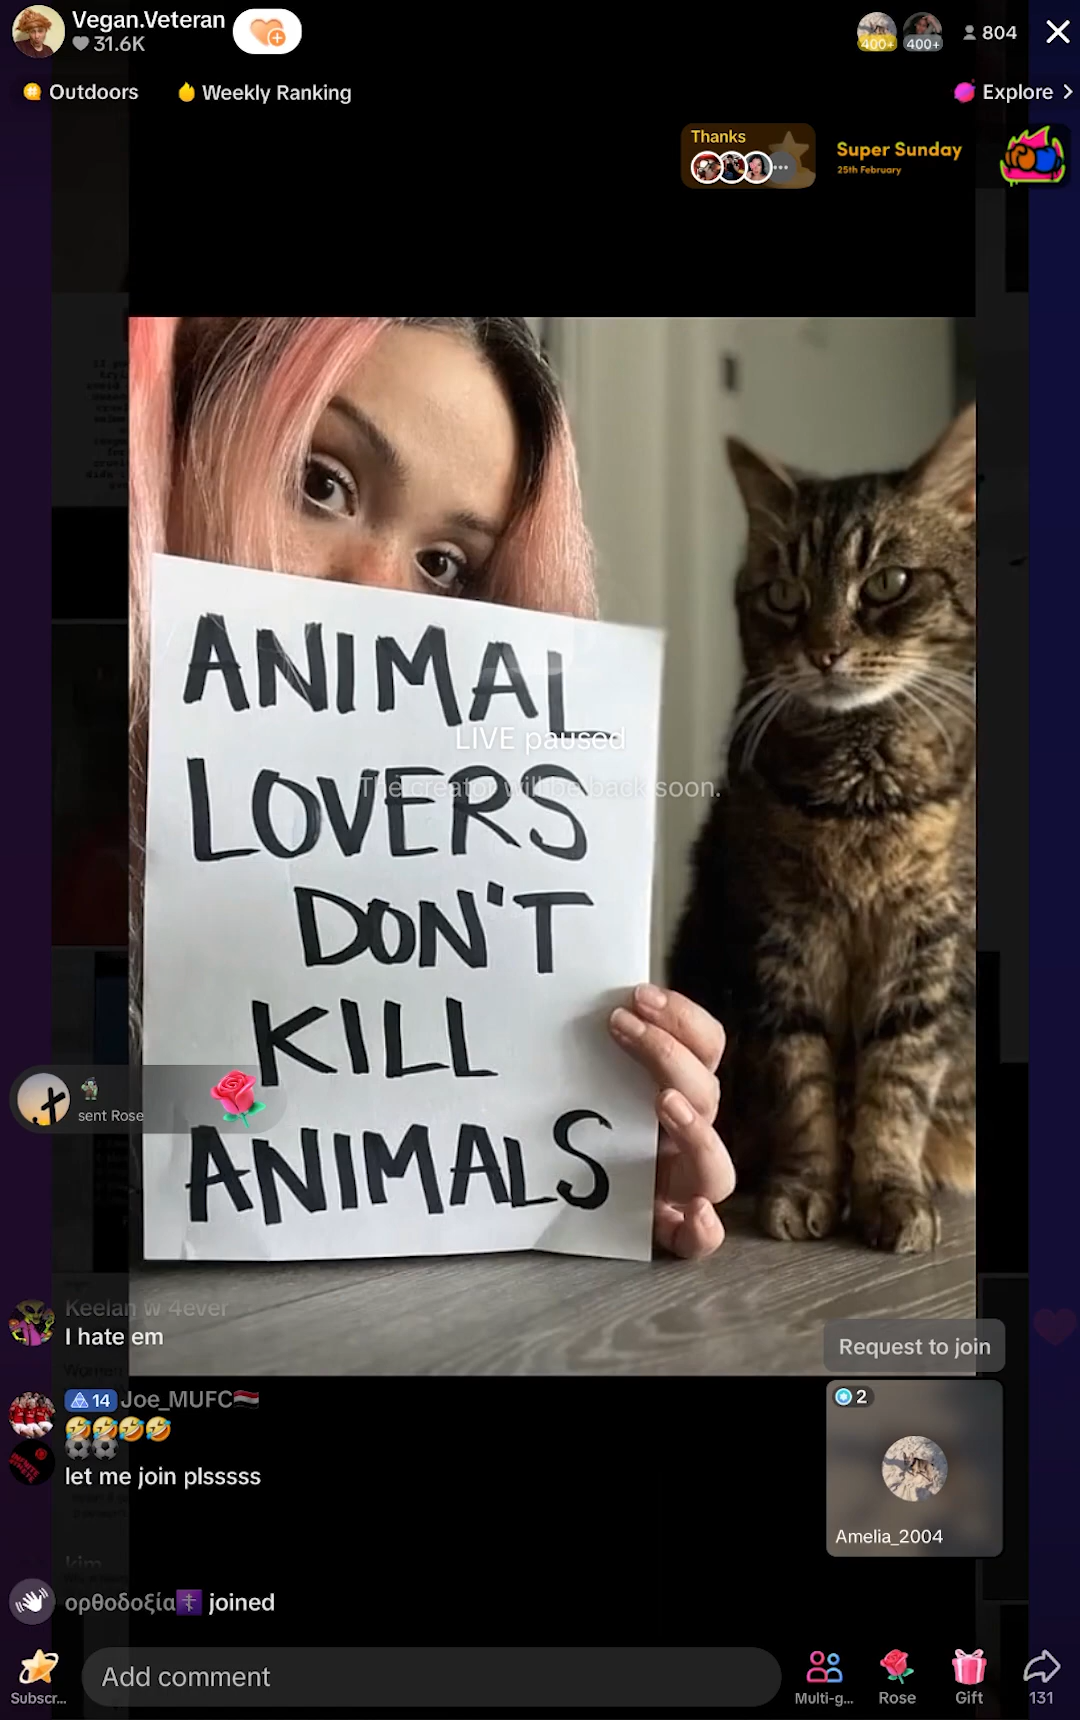 Vegan.Veteran
31.6K
400+
400+
804
Outdoors
Weekly Ranking
Explore
Thanks
Super Sunday
25th February
ANIMAL
LOVERS
DON'T
KILL
ANIMALS
LIVE paused
The creator will be back soon.
sent Rose
Keelan w 4ever
I hate em
Request to join
14 Joe_MUFC
let me join plsssss
2
Amelia_2004
kim
ορθοδοξία joined
Add comment
Subscr...
Multi-g...
Rose
Gift
131